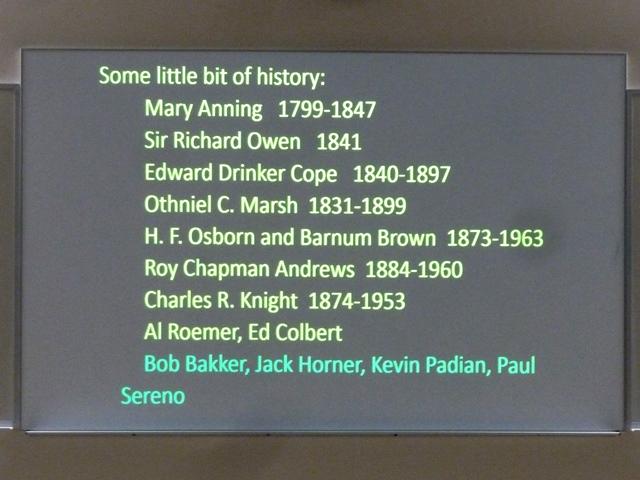 Some little bit of history:
Mary Anning 1799-1847
Sir Richard Owen 1841
Edward Drinker Cope 1840-1897
Othniel C. Marsh 1831-1899
H. F. Osborn and Barnum Brown 1873-1963
Roy Chapman Andrews 1884-1960
Charles R. Knight 1874-1953
Al Roemer, Ed Colbert
Bob Bakker, Jack Horner, Kevin Padian, Paul
Sereno